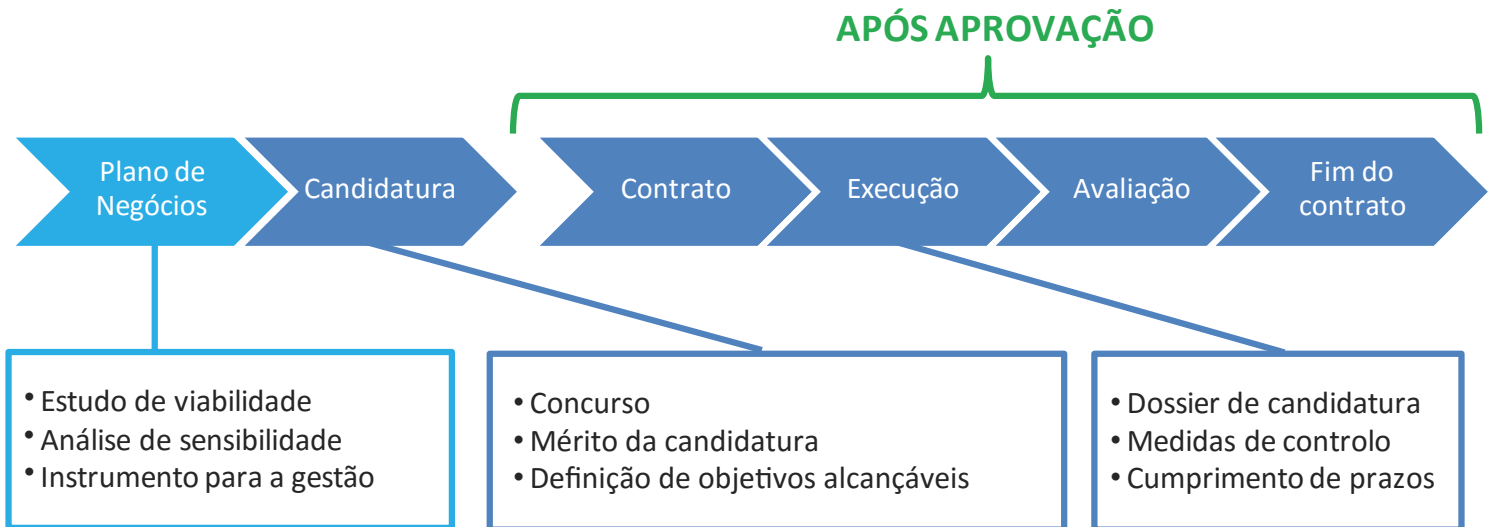 APÓS APROVAÇÃO
Plano de
Negócios
Candidatura
Contrato
Execução
Avaliação
Fim do
contrato
• Estudo de viabilidade
• Análise de sensibilidade
• Instrumento para a gestão
• Concurso
• Mérito da candidatura
• Definição de objetivos alcançáveis
• Dossier de candidatura
• Medidas de controlo
• Cumprimento de prazos